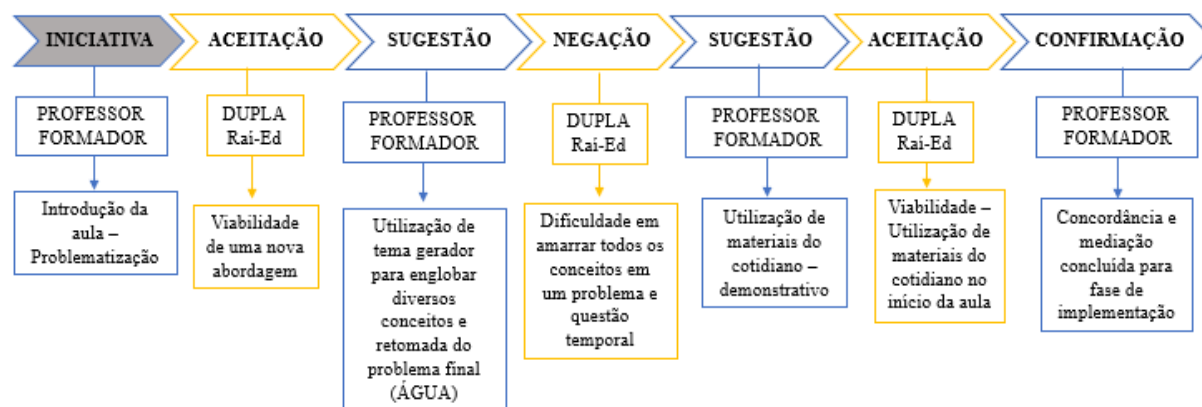 INICIATIVA
ACEITAÇÃO
SUGESTÃO
NEGAÇÃO
SUGESTÃO
ACEITAÇÃO
CONFIRMAÇÃO
PROFESSOR
FORMADOR
DUPLA
Raí-Ed
PROFESSOR
FORMADOR
DUPLA
Raí-Ed
PROFESSOR
FORMADOR
DUPLA
Raí-Ed
PROFESSOR
FORMADOR
Introdução da
aula –
Problematização
Viabilidade
de uma nova
abordagem
Utilização de
tema gerador
para englobar
diversos
conceitos e
retomada do
problema final
(ÁGUA)
Dificuldade em
amarrar todos os
conceitos em
um problema e
questão
temporal
Utilização de
materiais do
cotidiano –
demonstrativo
Viabilidade –
Utilização de
materiais do
cotidiano no
início da aula
Concordância e
mediação
concluída para
fase de
implementação